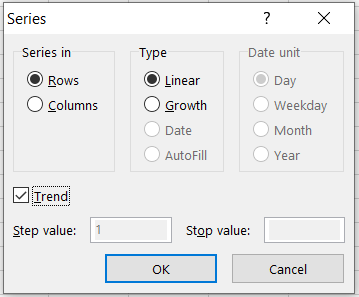 Series ? ×
Series in Type Date unit
Rows Linear Day
Columns Growth Weekday
Date Month
AutoFill Year
Trend
Step value: 1 Stop value:
OK Cancel